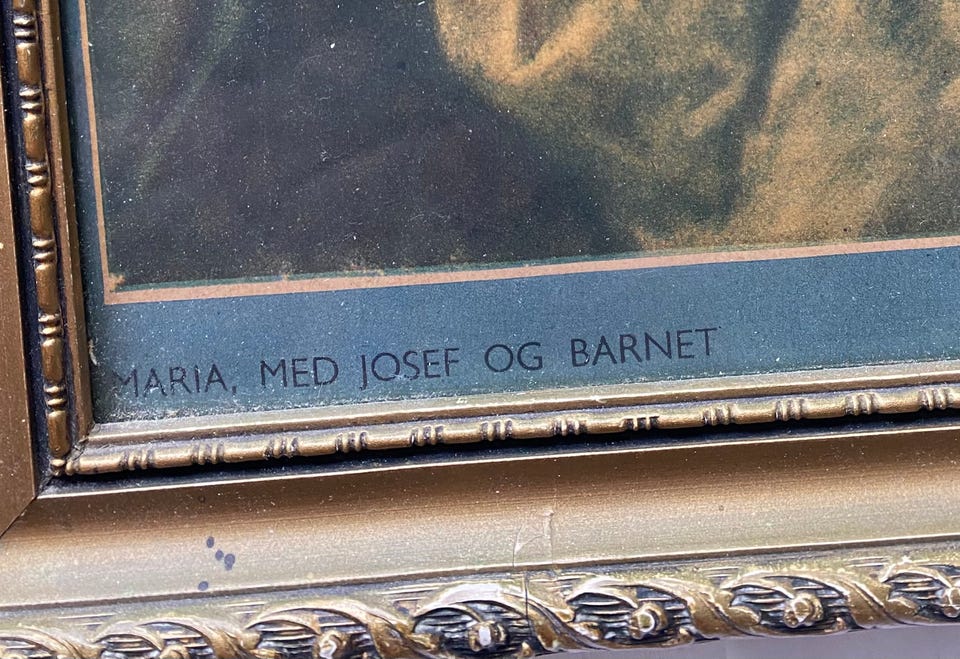 MARIA, MED JOSEF OG BARNET